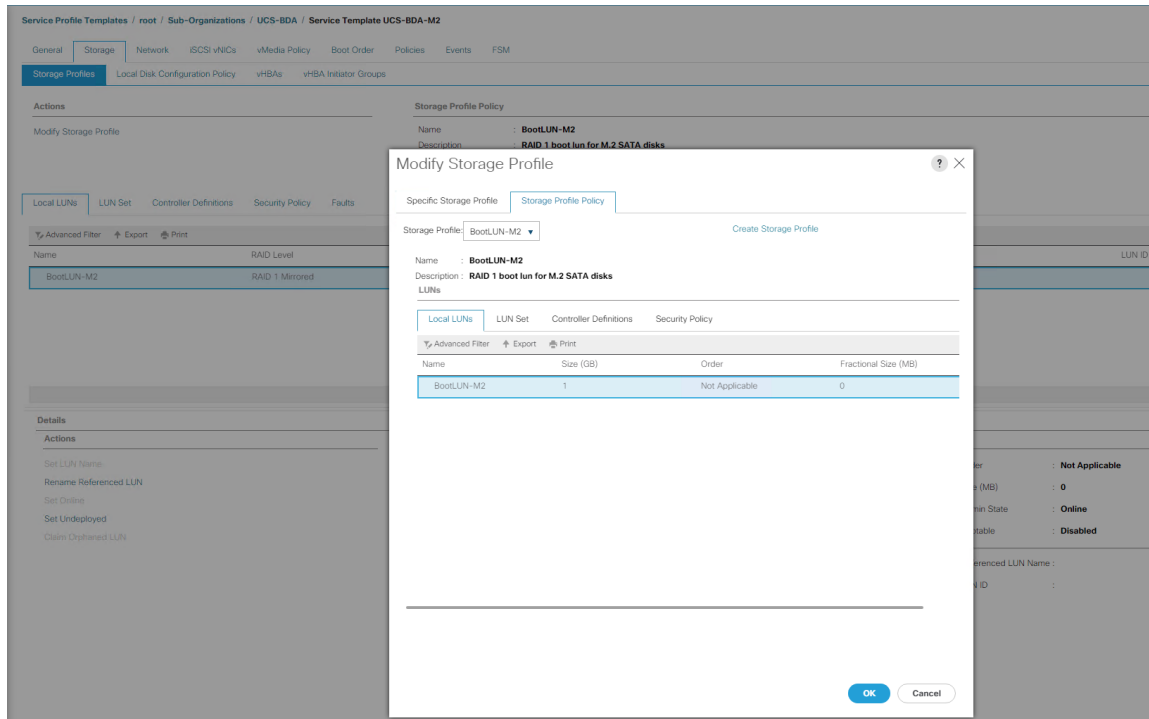 Service Profile Templates / root / Sub-Organizations / UCS-BDA / Service Template UCS-BDA-M2
General Storage Network iSCSI vNICs vMedia Policy Boot Order Policies Events FSM
Storage Profiles Local Disk Configuration Policy vHBAs vHBA Initiator Groups
Actions
Modify Storage Profile
Storage Profile Policy
Name : BootLUN-M2
Description : RAID 1 boot lun for M.2 SATA disks
Local LUNs LUN Set Controller Definitions Security Policy Faults
Advanced Filter Export Print
Name RAID Level LUN ID
BootLUN-M2 RAID 1 Mirrored
Details
Actions
Set LUN Name
Rename Referenced LUN
Set Online
Set Undeployed
Claim Orphaned LUN
Modify Storage Profile ?
Specific Storage Profile Storage Profile Policy
Storage Profile: BootLUN-M2 Create Storage Profile
Name : BootLUN-M2
Description : RAID 1 boot lun for M.2 SATA disks
LUNs
Local LUNs LUN Set Controller Definitions Security Policy
Advanced Filter Export Print
Name Size (GB) Order Fractional Size (MB)
BootLUN-M2 1 Not Applicable 0
OK Cancel
: Not Applicable
(MB) : 0
State : Online
: Disabled
LUN Name :
ID :